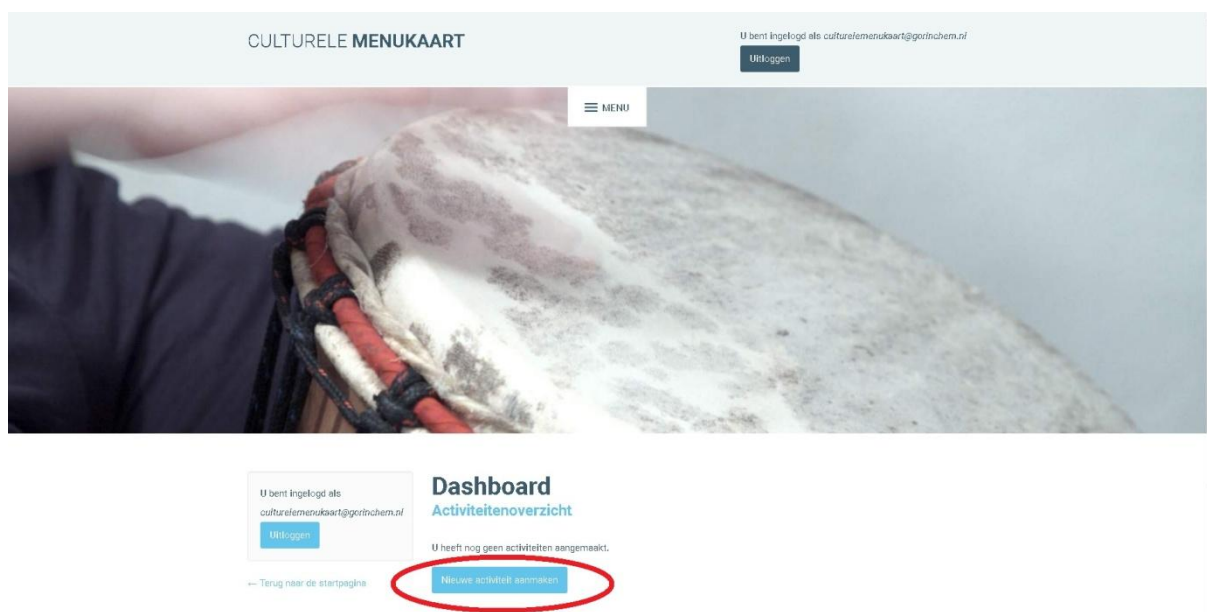 CULTURELE MENUKAART
U bent ingelogd als culturelemenukaart@gorinchem.nl
Uitloggen
MENU
U bent ingelogd als
culturelemenukaart@gorinchem.nl
Uitloggen
← Terug naar de startpagina
Dashboard
Activiteitenoverzicht
U heeft nog geen activiteiten aangemaakt.
Nieuwe activiteit aanmaken